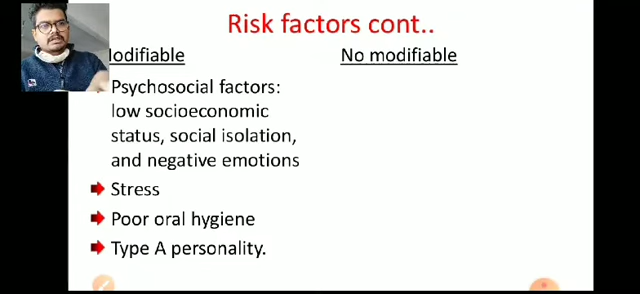 Risk factors cont..
Iodifiable No modifiable
Psychosocial factors:
low socioeconomic
status, social isolation,
and negative emotions
Stress
Poor oral hygiene
Type A personality.